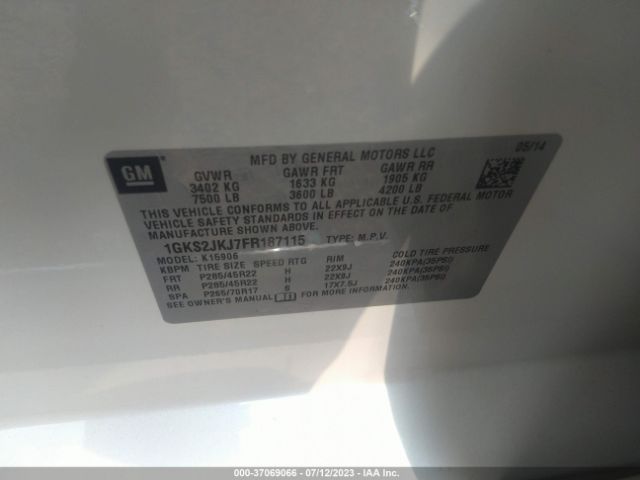 GM
MFD BY GENERAL MOTORS LLC 05/14
GVWR GAWR FRT GAWR RR
3402 KG 1633 KG 1905 KG
7500 LB 3600 LB 4200 LB
THIS VEHICLE CONFORMS TO ALL APPLICABLE U.S. FEDERAL MOTOR
VEHICLE SAFETY STANDARDS IN EFFECT ON THE DATE OF
MANUFACTURE SHOWN ABOVE.
1GKS2JKJ7FR187115 TYPE: M.P.V.
MODEL: K15906
KBPM TIRE SIZE SPEED RTG RIM COLD TIRE PRESSURE
FRT P285/45R22 H 22X9J 240KPA(35PSI)
RR P285/45R22 H 22X9J 240KPA(35PSI)
SPA P265/70R17 S 17X7.5J 240KPA(35PSI)
SEE OWNER'S MANUAL FOR MORE INFORMATION.
000-37069066 - 07/12/2023 - IAA Inc.